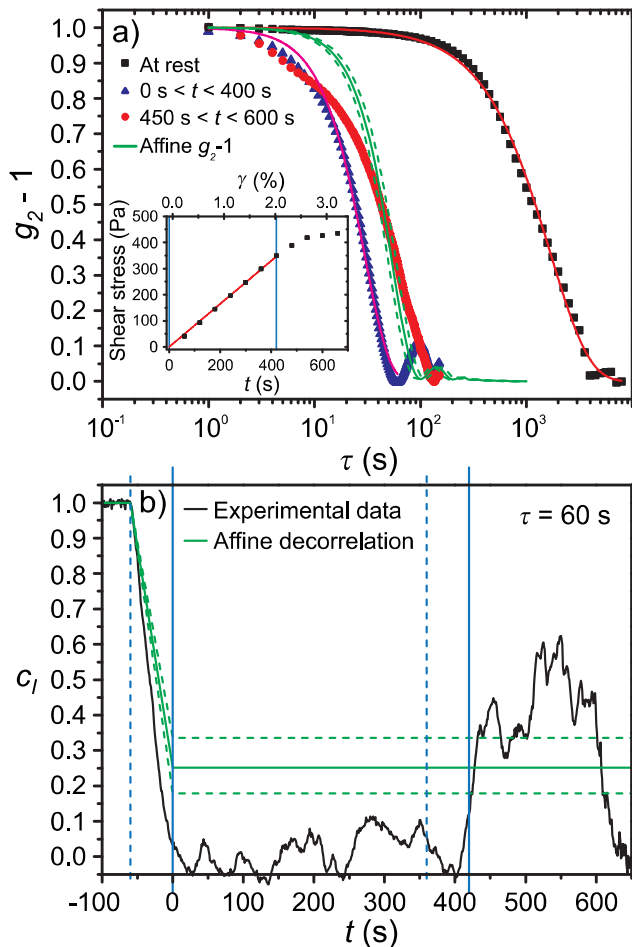 a)
At rest
0 s < t < 400 s
450 s < t < 600 s
Affine g2-1
g2 - 1
1.0
0.9
0.8
0.7
0.6
0.5
0.4
0.3
0.2
0.1
0.0
γ (%)
0.0 1.0 2.0 3.0
Shear stress (Pa)
500
400
300
200
100
0
0 200 400 600
t (s)
10-1 100 101 102 103
τ (s)
b)
Experimental data
Affine decorrelation
τ = 60 s
cI
1.0
0.9
0.8
0.7
0.6
0.5
0.4
0.3
0.2
0.1
0.0
-100 0 100 200 300 400 500 600
t (s)